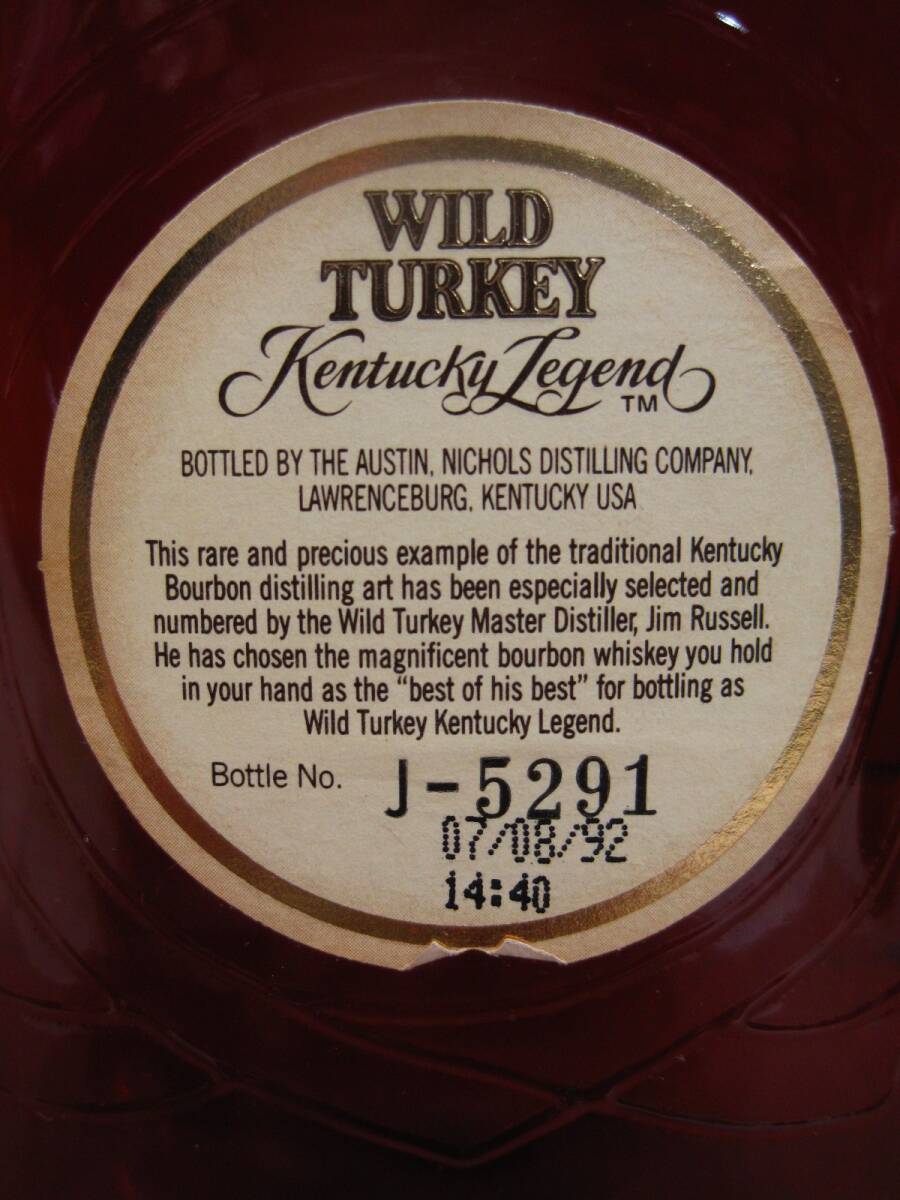 WILD
TURKEY
Kentucky Legend
TM
BOTTLED BY THE AUSTIN, NICHOLS DISTILLING COMPANY,
LAWRENCEBURG, KENTUCKY USA
This rare and precious example of the traditional Kentucky
Bourbon distilling art has been especially selected and
numbered by the Wild Turkey Master Distiller, Jim Russell.
He has chosen the magnificent bourbon whiskey you hold
in your hand as the “best of his best” for bottling as
Wild Turkey Kentucky Legend.
Bottle No. J-5291
07/08/92
14:40